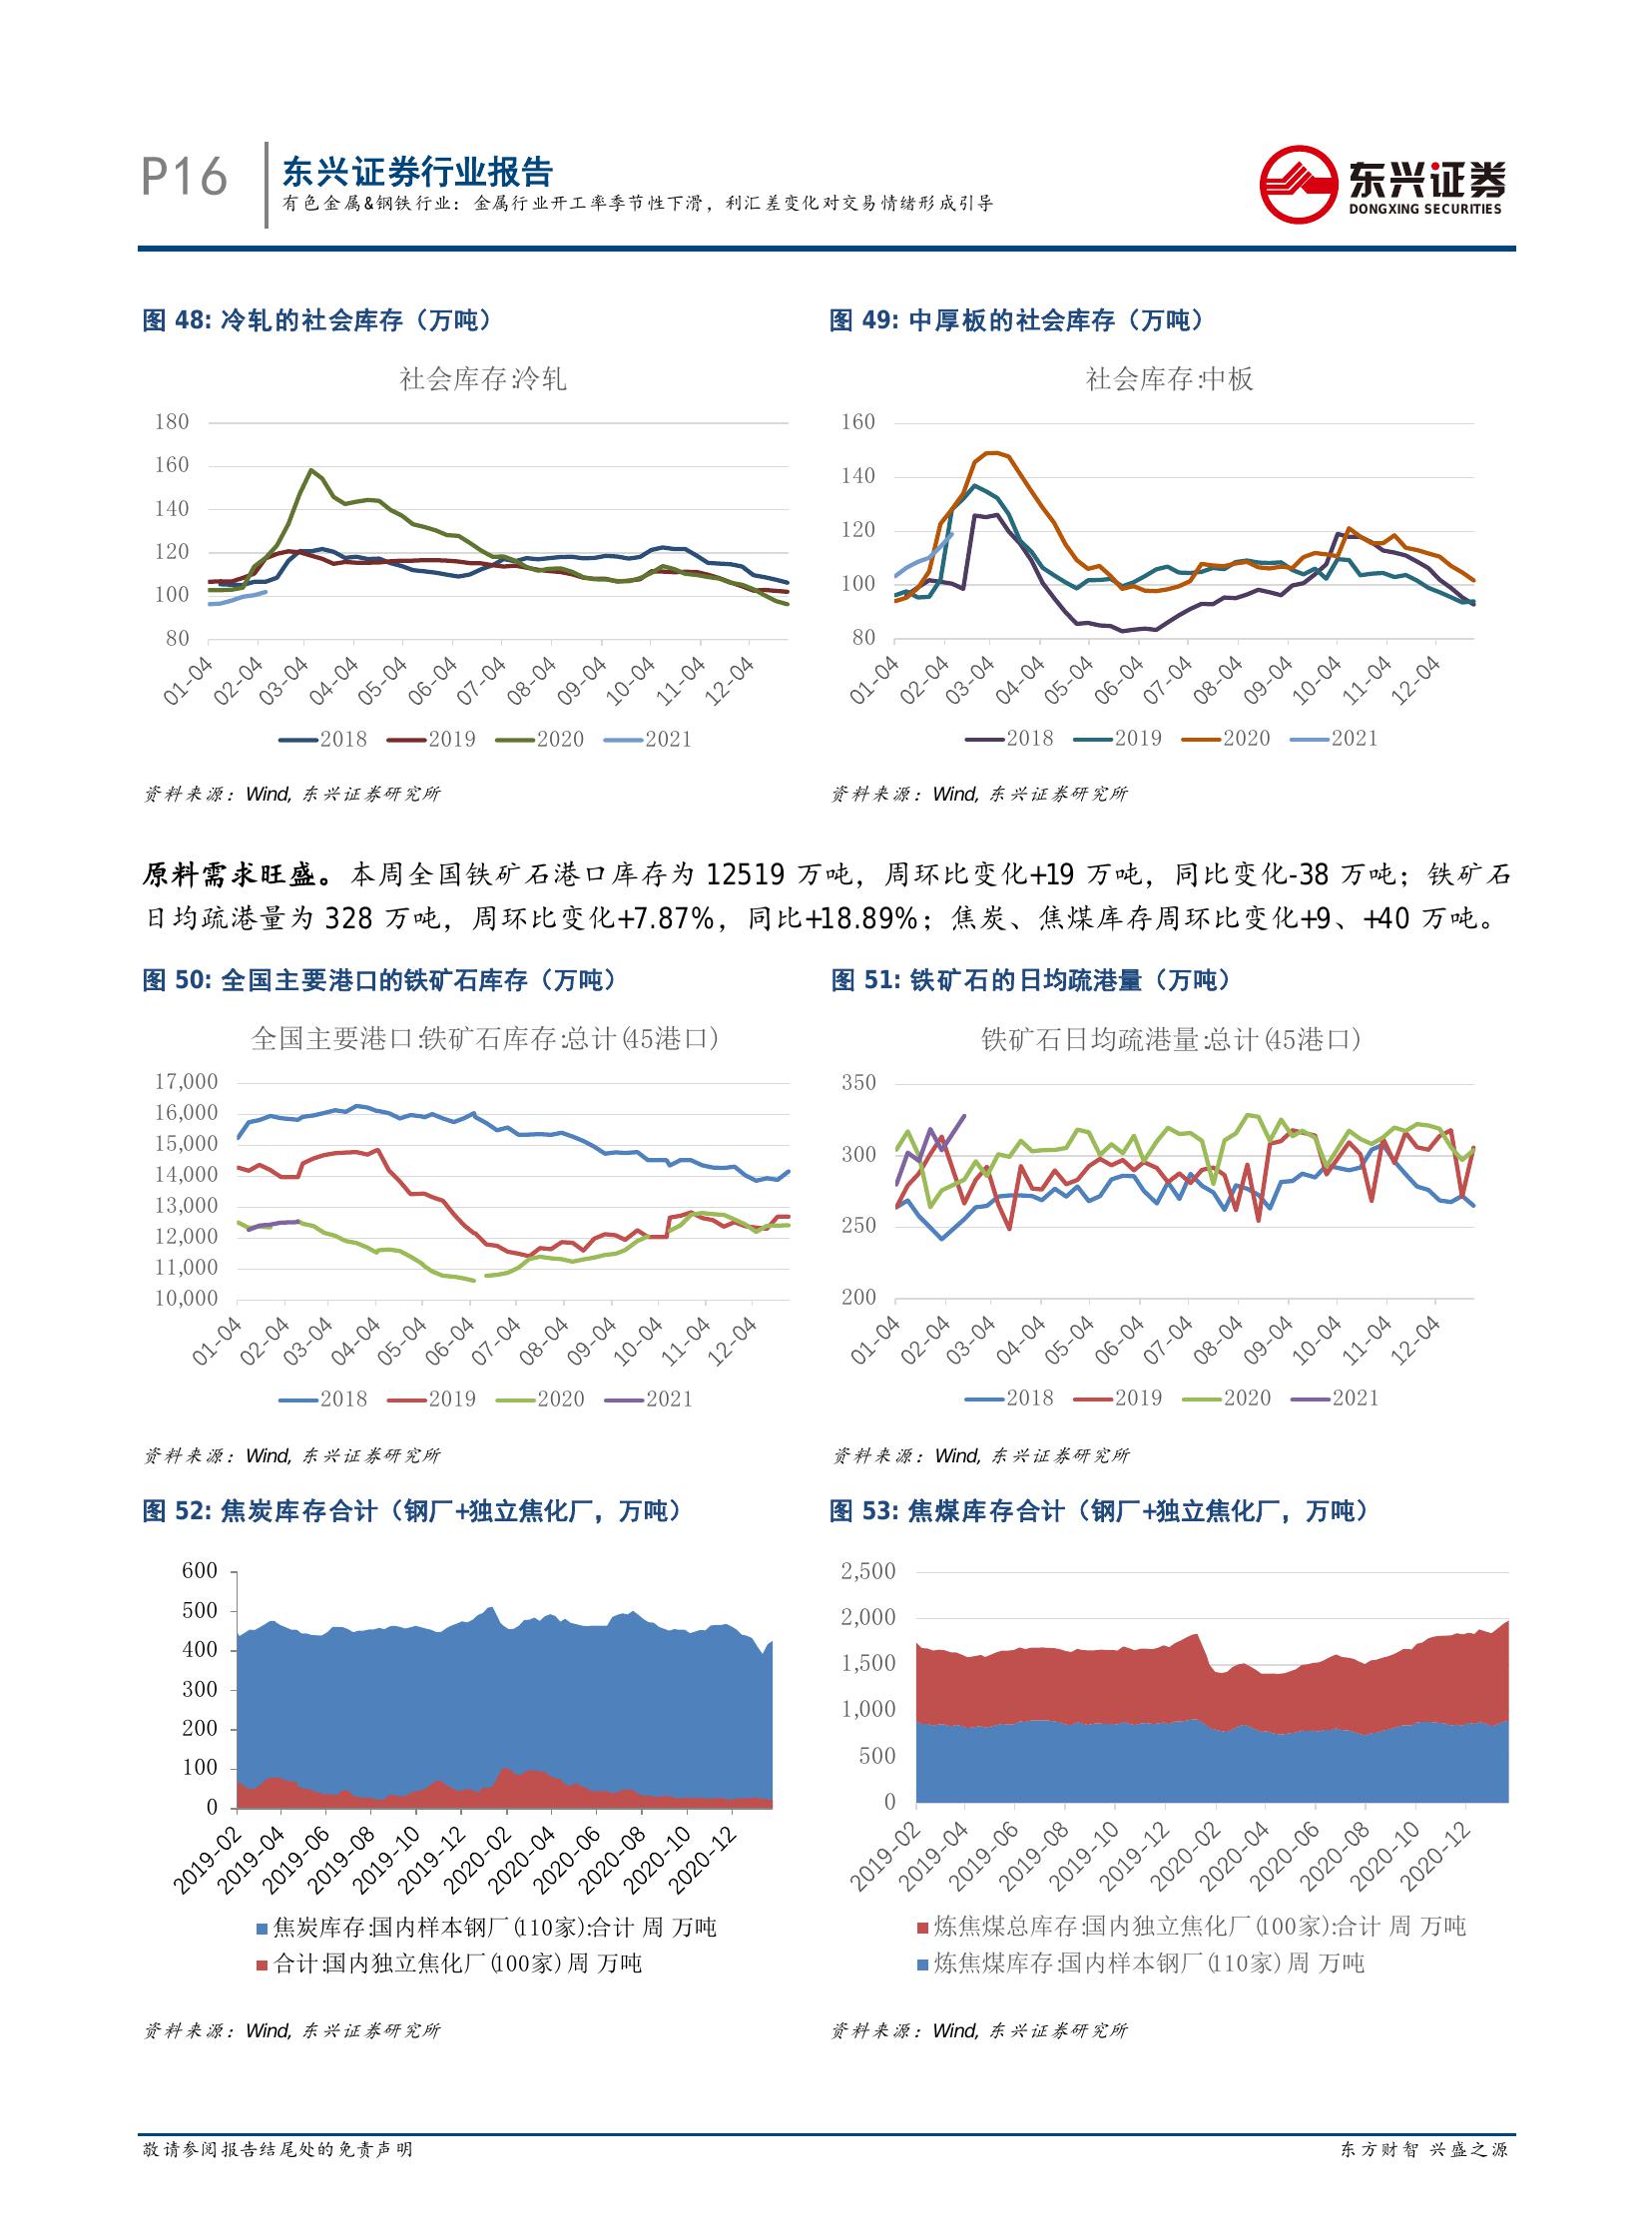 P16
东兴证券行业报告
有色金属&钢铁行业：金属行业开工率季节性下滑，利汇差变化对交易情绪形成引导
东兴证券
DONGXING SECURITIES
图 48: 冷轧的社会库存（万吨）
社会库存:冷轧
180
160
140
120
100
80
01-04 02-04 03-04 04-04 05-04 06-04 07-04 08-04 09-04 10-04 11-04 12-04
2018 2019 2020 2021
资料来源：Wind, 东兴证券研究所
图 49: 中厚板的社会库存（万吨）
社会库存:中板
160
140
120
100
80
01-04 02-04 03-04 04-04 05-04 06-04 07-04 08-04 09-04 10-04 11-04 12-04
2018 2019 2020 2021
资料来源：Wind, 东兴证券研究所
原料需求旺盛。本周全国铁矿石港口库存为 12519 万吨，周环比变化+19 万吨，同比变化-38 万吨；铁矿石
日均疏港量为 328 万吨，周环比变化+7.87%，同比+18.89%；焦炭、焦煤库存周环比变化+9、+40 万吨。
图 50: 全国主要港口的铁矿石库存（万吨）
全国主要港口:铁矿石库存:总计(45港口)
17,000
16,000
15,000
14,000
13,000
12,000
11,000
10,000
01-04 02-04 03-04 04-04 05-04 06-04 07-04 08-04 09-04 10-04 11-04 12-04
2018 2019 2020 2021
资料来源：Wind, 东兴证券研究所
图 51: 铁矿石的日均疏港量（万吨）
铁矿石日均疏港量:总计(45港口)
350
300
250
200
01-04 02-04 03-04 04-04 05-04 06-04 07-04 08-04 09-04 10-04 11-04 12-04
2018 2019 2020 2021
资料来源：Wind, 东兴证券研究所
图 52: 焦炭库存合计（钢厂+独立焦化厂，万吨）
600
500
400
300
200
100
0
2019-02 2019-04 2019-06 2019-08 2019-10 2019-12 2020-02 2020-04 2020-06 2020-08 2020-10 2020-12
焦炭库存:国内样本钢厂(110家):合计 周 万吨
合计:国内独立焦化厂(100家) 周 万吨
资料来源：Wind, 东兴证券研究所
图 53: 焦煤库存合计（钢厂+独立焦化厂，万吨）
2,500
2,000
1,500
1,000
500
0
2019-02 2019-04 2019-06 2019-08 2019-10 2019-12 2020-02 2020-04 2020-06 2020-08 2020-10 2020-12
炼焦煤总库存:国内独立焦化厂(100家):合计 周 万吨
炼焦煤库存:国内样本钢厂(110家) 周 万吨
资料来源：Wind, 东兴证券研究所
敬请参阅报告结尾处的免责声明
东方财智 兴盛之源